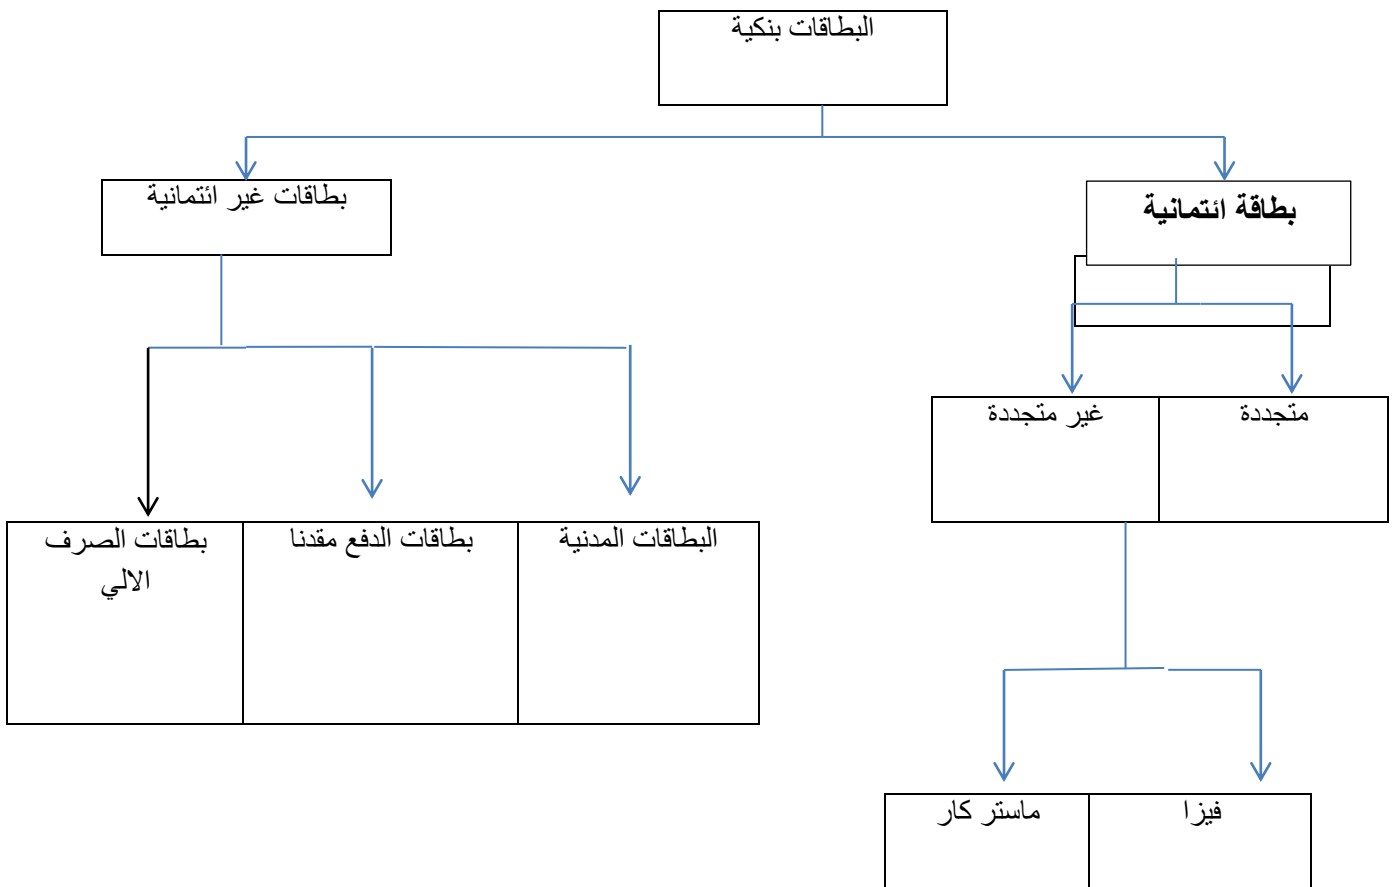 البطاقات بنكية
بطاقة ائتمانية
بطاقات غير ائتمانية
متجددة
غير متجددة
البطاقات المدنية
بطاقات الدفع مقدنا
بطاقات الصرف
الالي
فيزا
ماستر كار